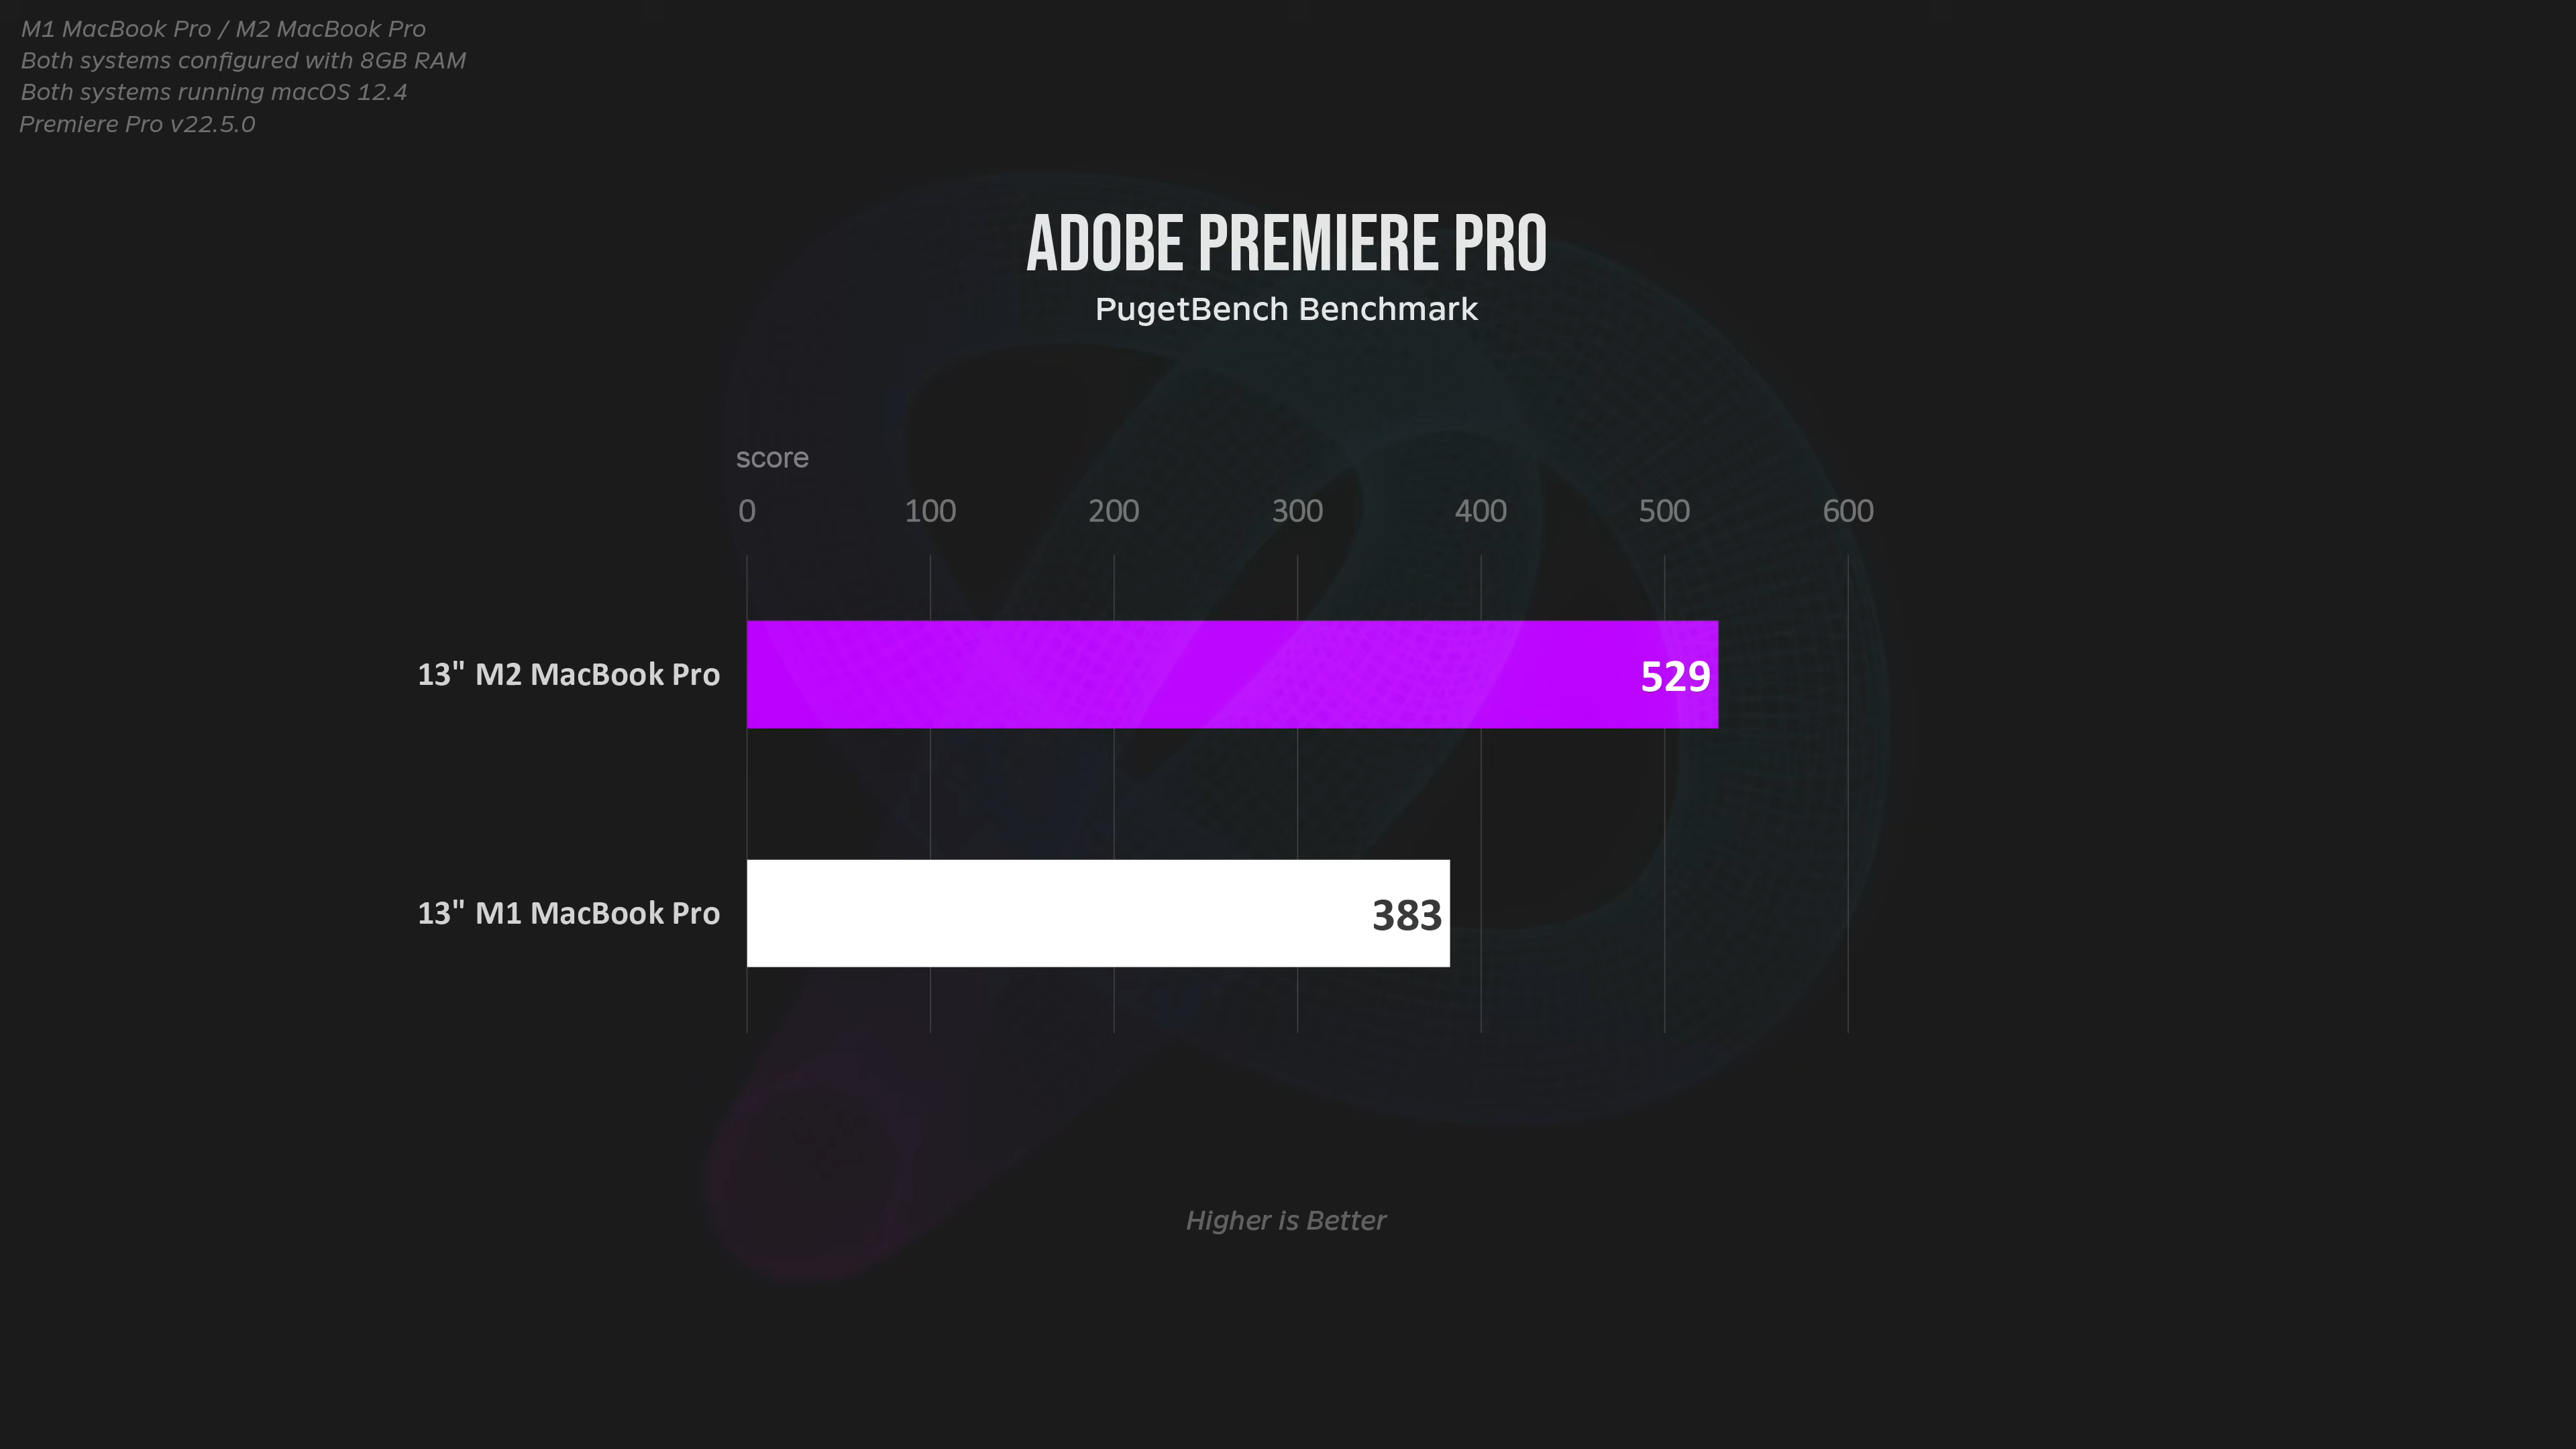 M1 MacBook Pro / M2 MacBook Pro
Both systems configured with 8GB RAM
Both systems running macOS 12.4
Premiere Pro v22.5.0
ADOBE PREMIERE PRO
PugetBench Benchmark
score
0 100 200 300 400 500 600
13" M2 MacBook Pro 529
13" M1 MacBook Pro 383
Higher is Better